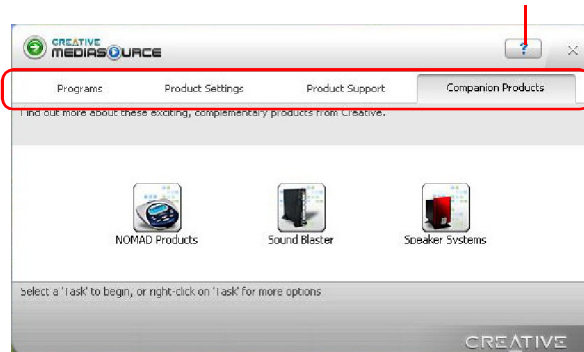 CREATIVE
MEDIASOURCE
?
Programs Product Settings Product Support Companion Products
Find out more about these exciting, complementary products from Creative.
NOMAD Products Sound Blaster Speaker Systems
Select a 'Task' to begin, or right-click on 'Task' for more options
CREATIVE